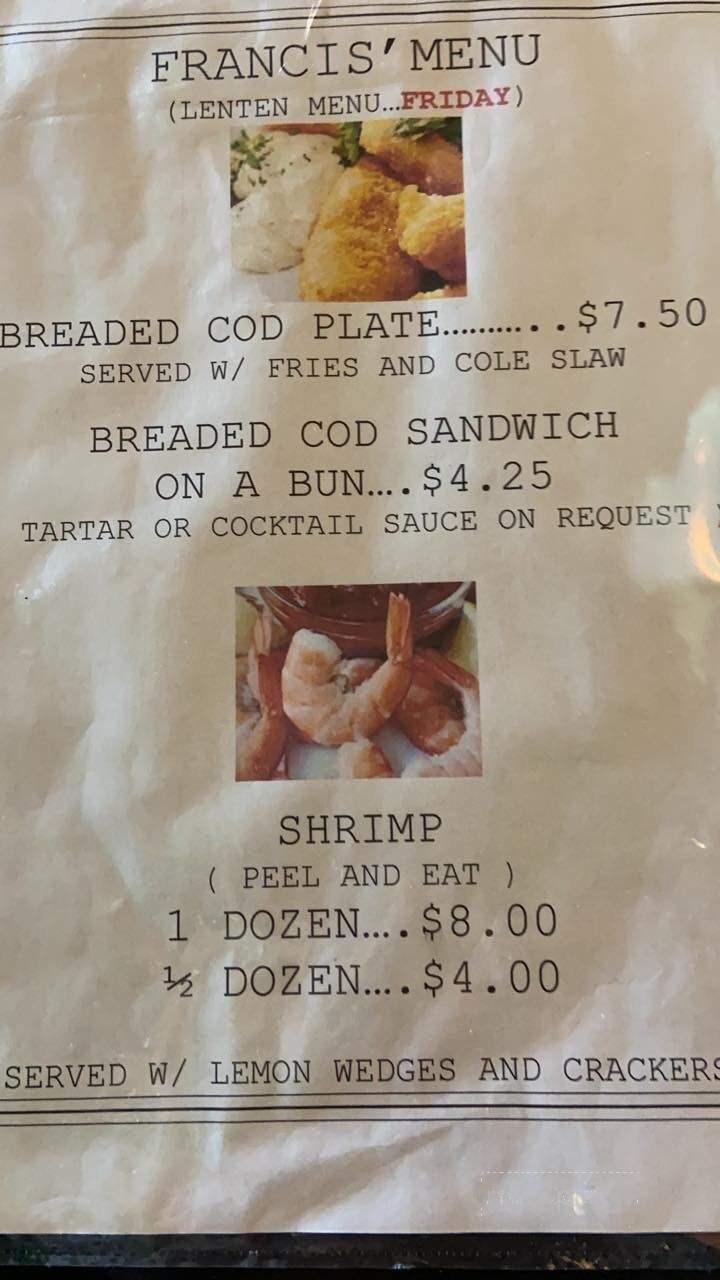 FRANCIS' MENU
(LENTEN MENU...FRIDAY)
BREADED COD PLATE...........$7.50
SERVED W/ FRIES AND COLE SLAW
BREADED COD SANDWICH
ON A BUN....$4.25
TARTAR OR COCKTAIL SAUCE ON REQUEST )
SHRIMP
( PEEL AND EAT )
1 DOZEN....$8.00
½ DOZEN....$4.00
SERVED W/ LEMON WEDGES AND CRACKERS